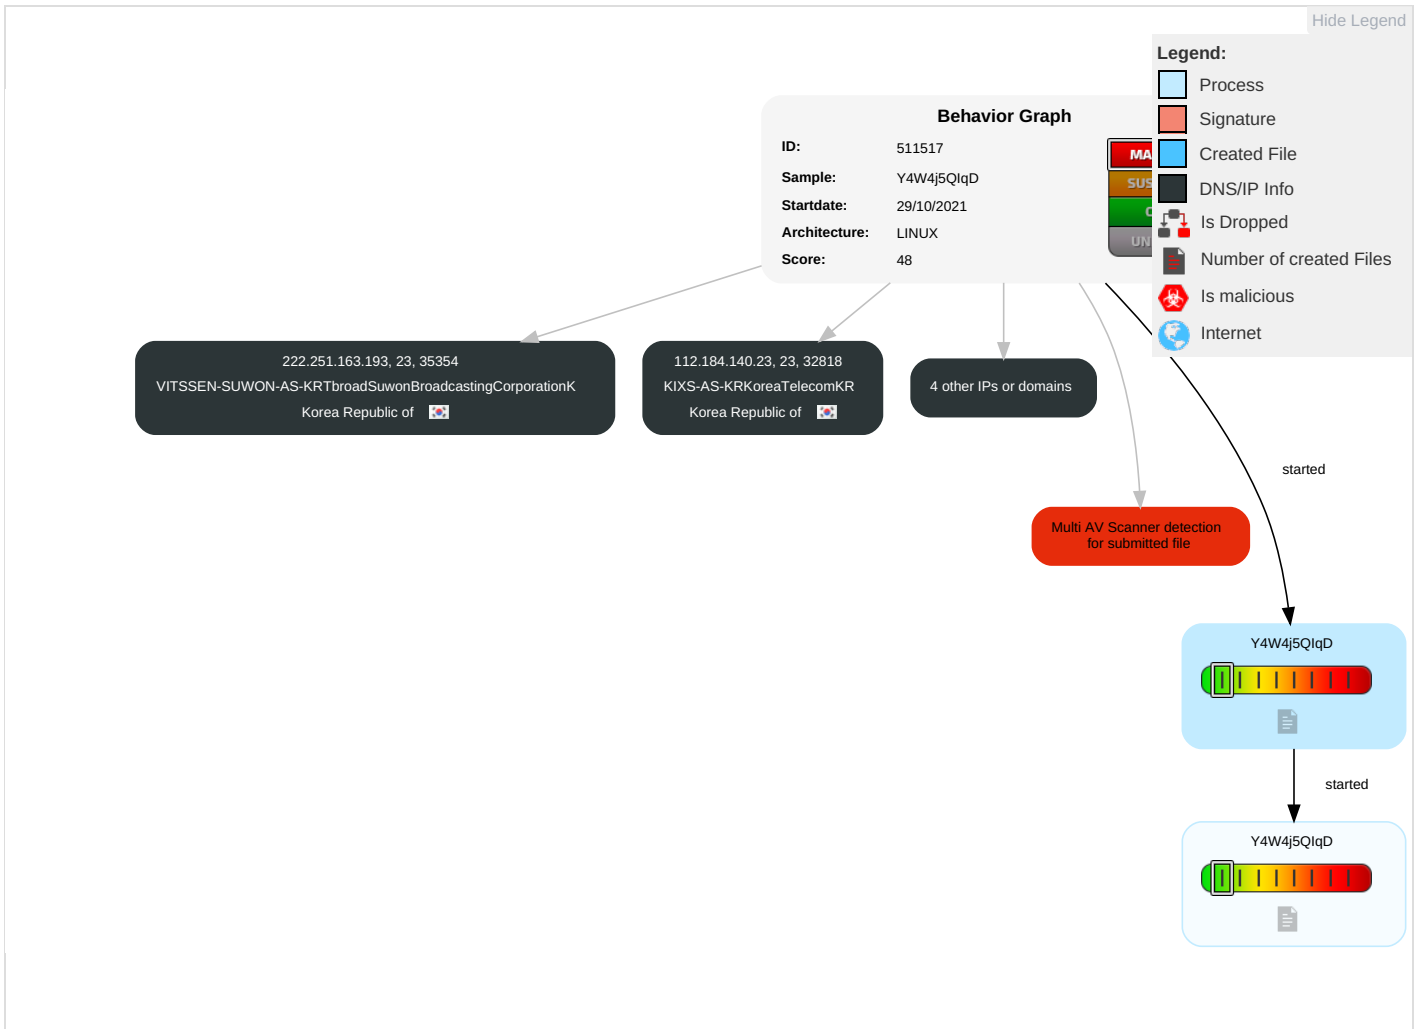 Hide Legend
Legend:
Process
Signature
Created File
DNS/IP Info
Is Dropped
Number of created Files
Is malicious
Internet
Behavior Graph
ID: 511517
Sample: Y4W4j5QIqD
Startdate: 29/10/2021
Architecture: LINUX
Score: 48
MA
SUS
C
UN
222.251.163.193, 23, 35354
VITSSEN-SUWON-AS-KRTbroadSuwonBroadcastingCorporationK
Korea Republic of
112.184.140.23, 23, 32818
KIXS-AS-KRKoreaTelecomKR
Korea Republic of
4 other IPs or domains
started
Multi AV Scanner detection
for submitted file
Y4W4j5QIqD
started
Y4W4j5QIqD